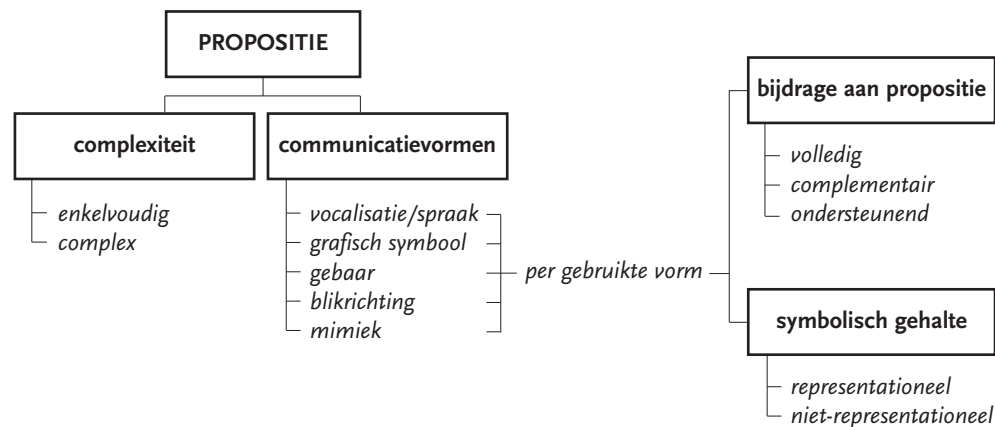 PROPOSITIE
complexiteit
enkelvoudig
complex
communicatievormen
vocalisatie/spraak
grafisch symbool
gebaar
blikrichting
mimiek
per gebruikte vorm
bijdrage aan propositie
volledig
complementair
ondersteunend
symbolisch gehalte
representationeel
niet-representationeel